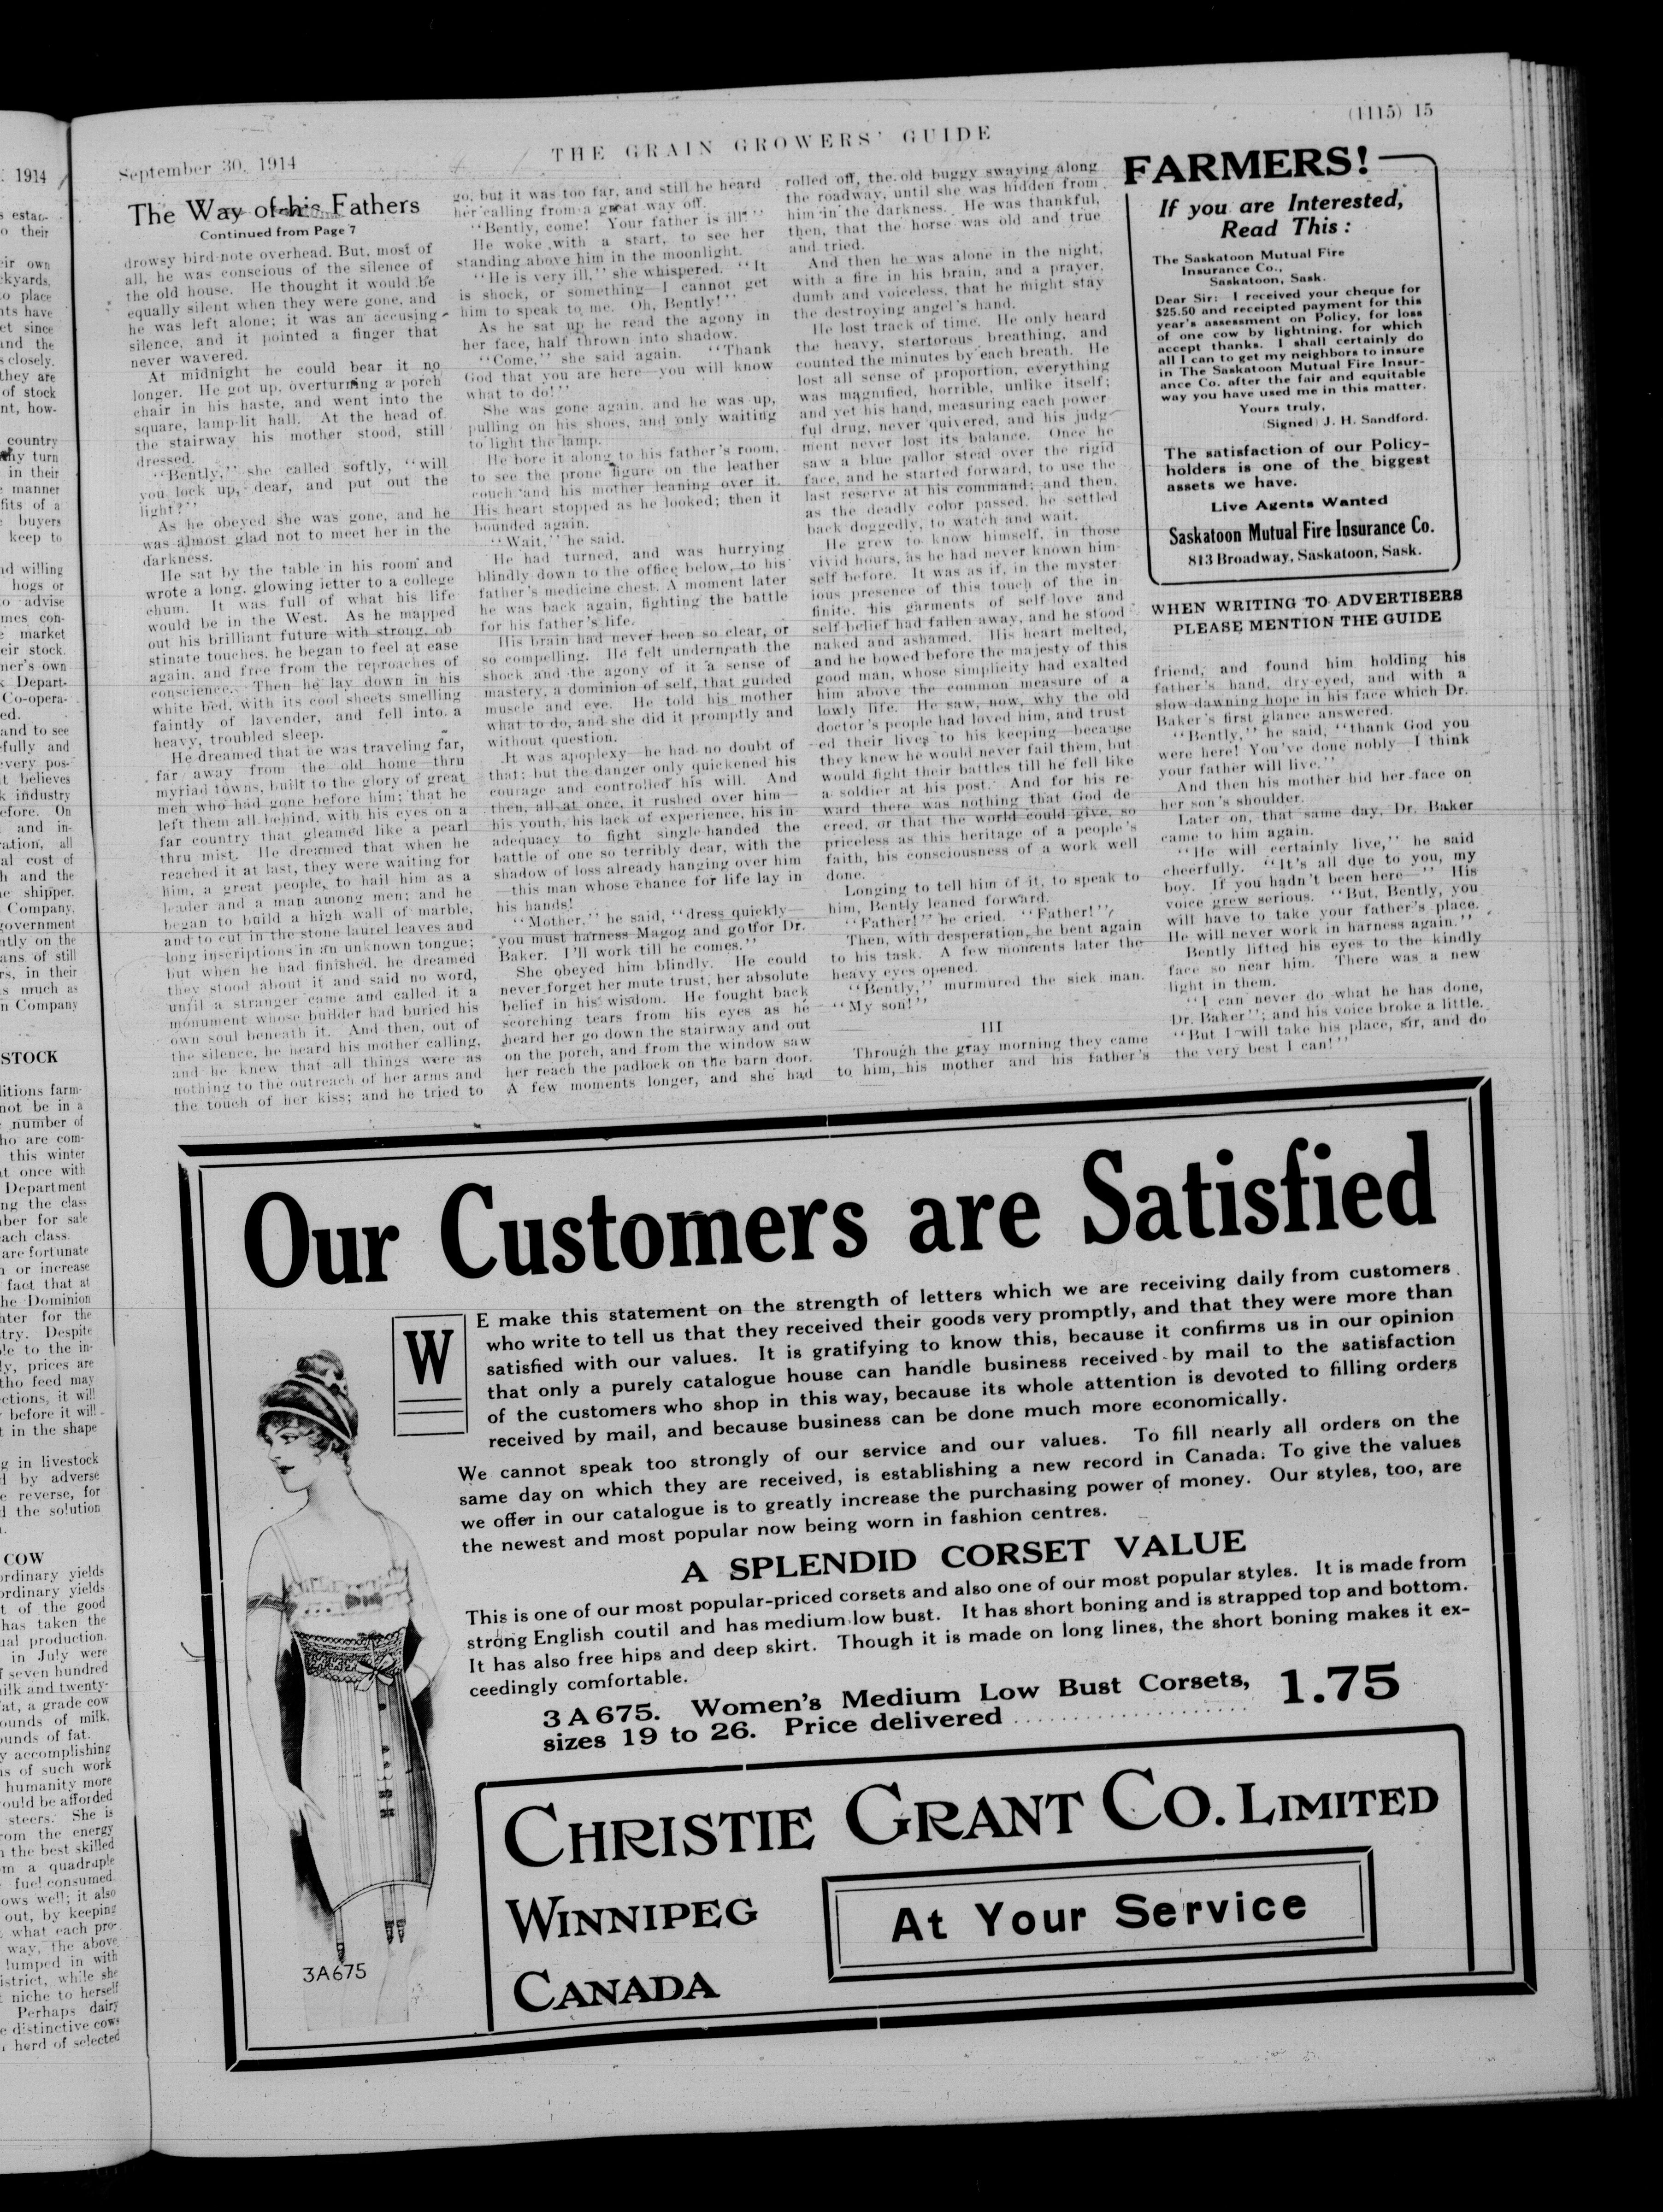 September 30, 1914
THE GRAIN GROWERS' GUIDE
(1115) 15
The Way of his Fathers
Continued from Page 7
drowsy bird-note overhead. But, most of
all, he was conscious of the silence of
the old house. He thought it would be
equally silent when they were gone, and
he was left alone; it was an accusing
silence, and it pointed a finger that
never wavered.
At midnight he could bear it no
longer. He got up, overturning a porch
chair in his haste, and went into the
square, lamp-lit hall. At the head of
the stairway his mother stood, still
dressed.
"Bently," she called softly, "will
you lock up, dear, and put out the
light?"
As he obeyed she was gone, and he
was almost glad not to meet her in the
darkness.
He sat by the table in his room and
wrote a long, glowing letter to a college
chum. It was full of what his life
would be in the West. As he mapped
out his brilliant future with strong, ob
stinate touches, he began to feel at ease
again, and free from the reproaches of
conscience. Then he lay down in his
white bed, with its cool sheets smelling
faintly of lavender, and fell into a
heavy, troubled sleep.
He dreamed that he was traveling far,
far away from the old home—thru
myriad towns, built to the glory of great
men who had gone before him; that he
left them all behind, with his eyes on a
far country that gleamed like a pearl
thru mist. He dreamed that when he
reached it at last, they were waiting for
him, a great people, to hail him as a
leader and a man among men; and he
began to build a high wall of marble,
and to cut in the stone laurel leaves and
long inscriptions in an unknown tongue;
but when he had finished, he dreamed
they stood about it and said no word,
until a stranger came and called it a
monument whose builder had buried his
own soul beneath it. And then, out of
the silence, he heard his mother calling,
and he knew that all things were as
nothing to the outreach of her arms and
the touch of her kiss; and he tried to
go, but it was too far, and still he heard
her calling from a great way off.
"Bently, come! Your father is ill"
He woke with a start, to see her
standing above him in the moonlight.
"He is very ill," she whispered. "It
is shock, or something—I cannot get
him to speak to me. Oh, Bently!"
As he sat up he read the agony in
her face, half thrown into shadow.
"Come," she said again. "Thank
God that you are here—you will know
what to do!"
She was gone again, and he was up,
pulling on his shoes, and only waiting
to light the lamp.
He bore it along to his father's room,
to see the prone figure on the leather
couch and his mother leaning over it.
His heart stopped as he looked; then it
bounded again.
"Wait," he said.
He had turned, and was hurrying
blindly down to the office below, to his
father's medicine chest. A moment later
he was back again, fighting the battle
for his father's life.
His brain had never been so clear, or
so compelling. He felt underneath the
shock and the agony of it a sense of
mastery, a dominion of self, that guided
muscle and eye. He told his mother
what to do, and she did it promptly and
without question.
It was apoplexy—he had no doubt of
that; but the danger only quickened his
courage and controlled his will. And
then, all at once, it rushed over him—
his youth, his lack of experience, his in-
adequacy to fight single-handed the
battle of one so terribly dear, with the
shadow of loss already hanging over him
—this man whose chance for life lay in
his hands!
"Mother," he said, "dress quickly—
you must harness Magog and go for Dr.
Baker. I'll work till he comes."
She obeyed him blindly. He could
never forget her mute trust, her absolute
belief in his wisdom. He fought back
scorching tears from his eyes as he
heard her go down the stairway and out
on the porch, and from the window saw
her reach the padlock on the barn door.
A few moments longer, and she had
rolled off, the old buggy swaying along
the roadway, until she was hidden from
him in the darkness. He was thankful,
then, that the horse was old and true
and tried.
And then he was alone in the night,
with a fire in his brain, and a prayer,
dumb and voiceless, that he might stay
the destroying angel's hand.
He lost track of time. He only heard
the heavy, stertorous breathing, and
counted the minutes by each breath. He
lost all sense of proportion, everything
was magnified, horrible, unlike itself;
and yet his hand, measuring each power
ful drug, never quivered, and his judg-
ment never lost its balance. Once he
saw a blue pallor steal over the rigid
face, and he started forward, to use the
last reserve at his command; and then,
as the deadly color passed, he settled
back doggedly, to watch and wait.
He grew to know himself, in those
vivid hours, as he had never known him-
self before. It was as if, in the myster
ious presence of this touch of the in-
finite, his garments of self-love and
self-belief had fallen away, and he stood
naked and ashamed. His heart melted,
and he bowed before the majesty of this
good man, whose simplicity had exalted
him above the common measure of a
lowly life. He saw, now, why the old
doctor's people had loved him, and trust
ed their lives to his keeping—because
they knew he would never fail them, but
would fight their battles till he fell like
a soldier at his post. And for his re-
ward there was nothing that God de-
creed, or that the world could give, so
priceless as this heritage of a people's
faith, his consciousness of a work well
done.
Longing to tell him of it, to speak to
him, Bently leaned forward.
"Father!" he cried. "Father!"
Then, with desperation, he bent again
to his task. A few moments later the
heavy eyes opened.
"Bently," murmured the sick man.
"My son!"
III
Through the gray morning they came
to him, his mother and his father's
FARMERS!
If you are Interested,
Read This:
The Saskatoon Mutual Fire
Insurance Co.,
Saskatoon, Sask.
Dear Sir: I received your cheque for
$25.50 and receipted payment for this
year's assessment on Policy, for loss
of one cow by lightning, for which
accept thanks. I shall certainly do
all I can to get my neighbors to insure
in The Saskatoon Mutual Fire Insur-
ance Co. after the fair and equitable
way you have used me in this matter.
Yours truly,
(Signed) J. H. Sandford.
The satisfaction of our Policy-
holders is one of the biggest
assets we have.
Live Agents Wanted
Saskatoon Mutual Fire Insurance Co.
813 Broadway, Saskatoon, Sask.
WHEN WRITING TO ADVERTISERS
PLEASE MENTION THE GUIDE
friend, and found him holding his
father's hand, dry-eyed, and with a
slow-dawning hope in his face which Dr.
Baker's first glance answered.
"Bently," he said, "thank God you
were here! You've done nobly—I think
your father will live."
And then his mother hid her face on
her son's shoulder.
Later on, that same day, Dr. Baker
came to him again.
"He will certainly live," he said
cheerfully. "It's all due to you, my
boy. If you hadn't been here—" His
voice grew serious. "But, Bently, you
will have to take your father's place.
He will never work in harness again."
Bently lifted his eyes to the kindly
face so near him. There was a new
light in them.
"I can never do what he has done,
Dr. Baker"; and his voice broke a little.
"But I will take his place, sir, and do
the very best I can!"
Our Customers are Satisfied
WE make this statement on the strength of letters which we are receiving daily from customers
who write to tell us that they received their goods very promptly, and that they were more than
satisfied with our values. It is gratifying to know this, because it confirms us in our opinion
that only a purely catalogue house can handle business received by mail to the satisfaction
of the customers who shop in this way, because its whole attention is devoted to filling orders
received by mail, and because business can be done much more economically.
We cannot speak too strongly of our service and our values. To fill nearly all orders on the
same day on which they are received, is establishing a new record in Canada. To give the values
we offer in our catalogue is to greatly increase the purchasing power of money. Our styles, too, are
the newest and most popular now being worn in fashion centres.
A SPLENDID CORSET VALUE
This is one of our most popular-priced corsets and also one of our most popular styles. It is made from
strong English coutil and has medium low bust. It has short boning and is strapped top and bottom.
It has also free hips and deep skirt. Though it is made on long lines, the short boning makes it ex-
ceedingly comfortable.
3A675. Women's Medium Low Bust Corsets,
sizes 19 to 26. Price delivered .................... 1.75
3A675
CHRISTIE GRANT CO. LIMITED
WINNIPEG
CANADA
At Your Service